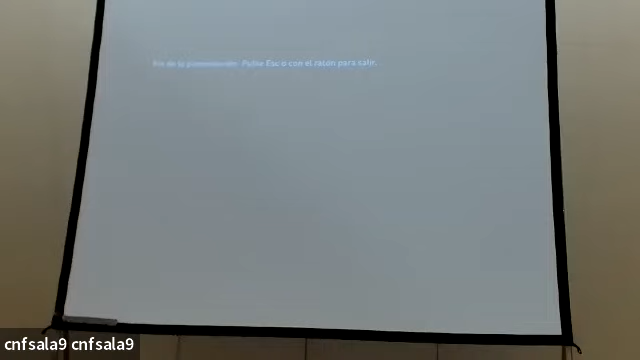 Fin de la presentación. Pulse Esc o con el ratón para salir.
cnfsala9 cnfsala9